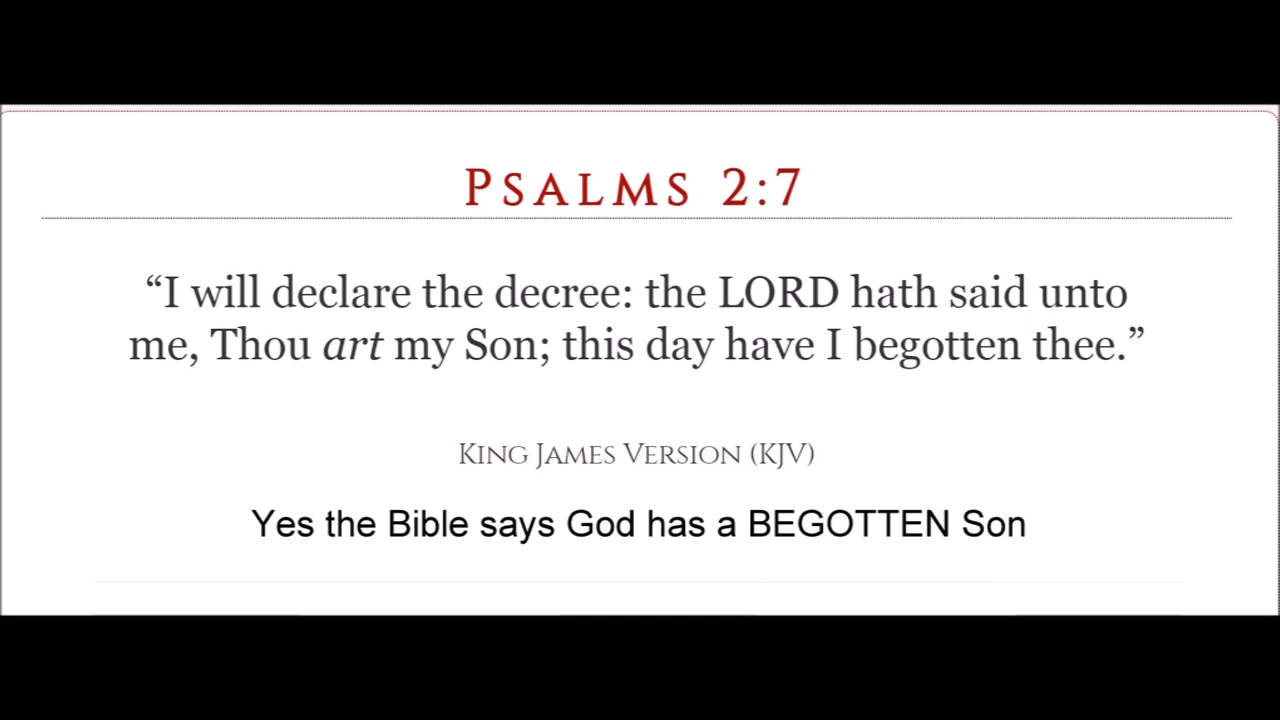 PSALMS 2:7
“I will declare the decree: the LORD hath said unto
me, Thou art my Son; this day have I begotten thee.”
KING JAMES VERSION (KJV)
Yes the Bible says God has a BEGOTTEN Son